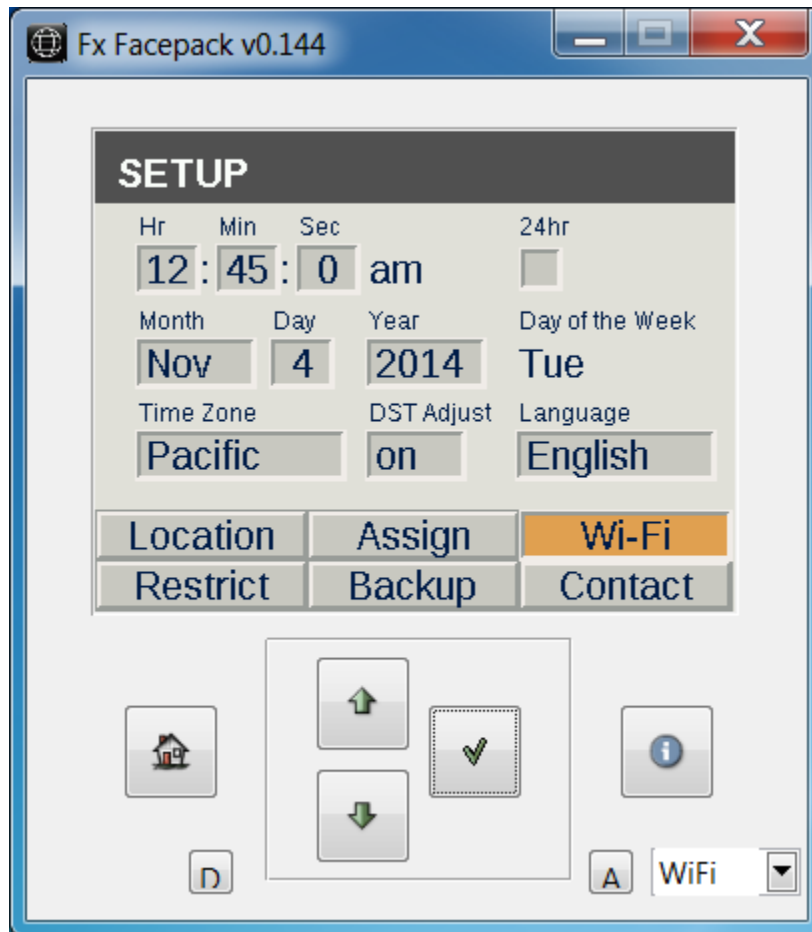 Fx Facepack v0.144
SETUP
Hr Min Sec 24hr
12 : 45 : 0 am
Month Day Year Day of the Week
Nov 4 2014 Tue
Time Zone DST Adjust Language
Pacific on English
Location Assign Wi-Fi
Restrict Backup Contact
D A WiFi